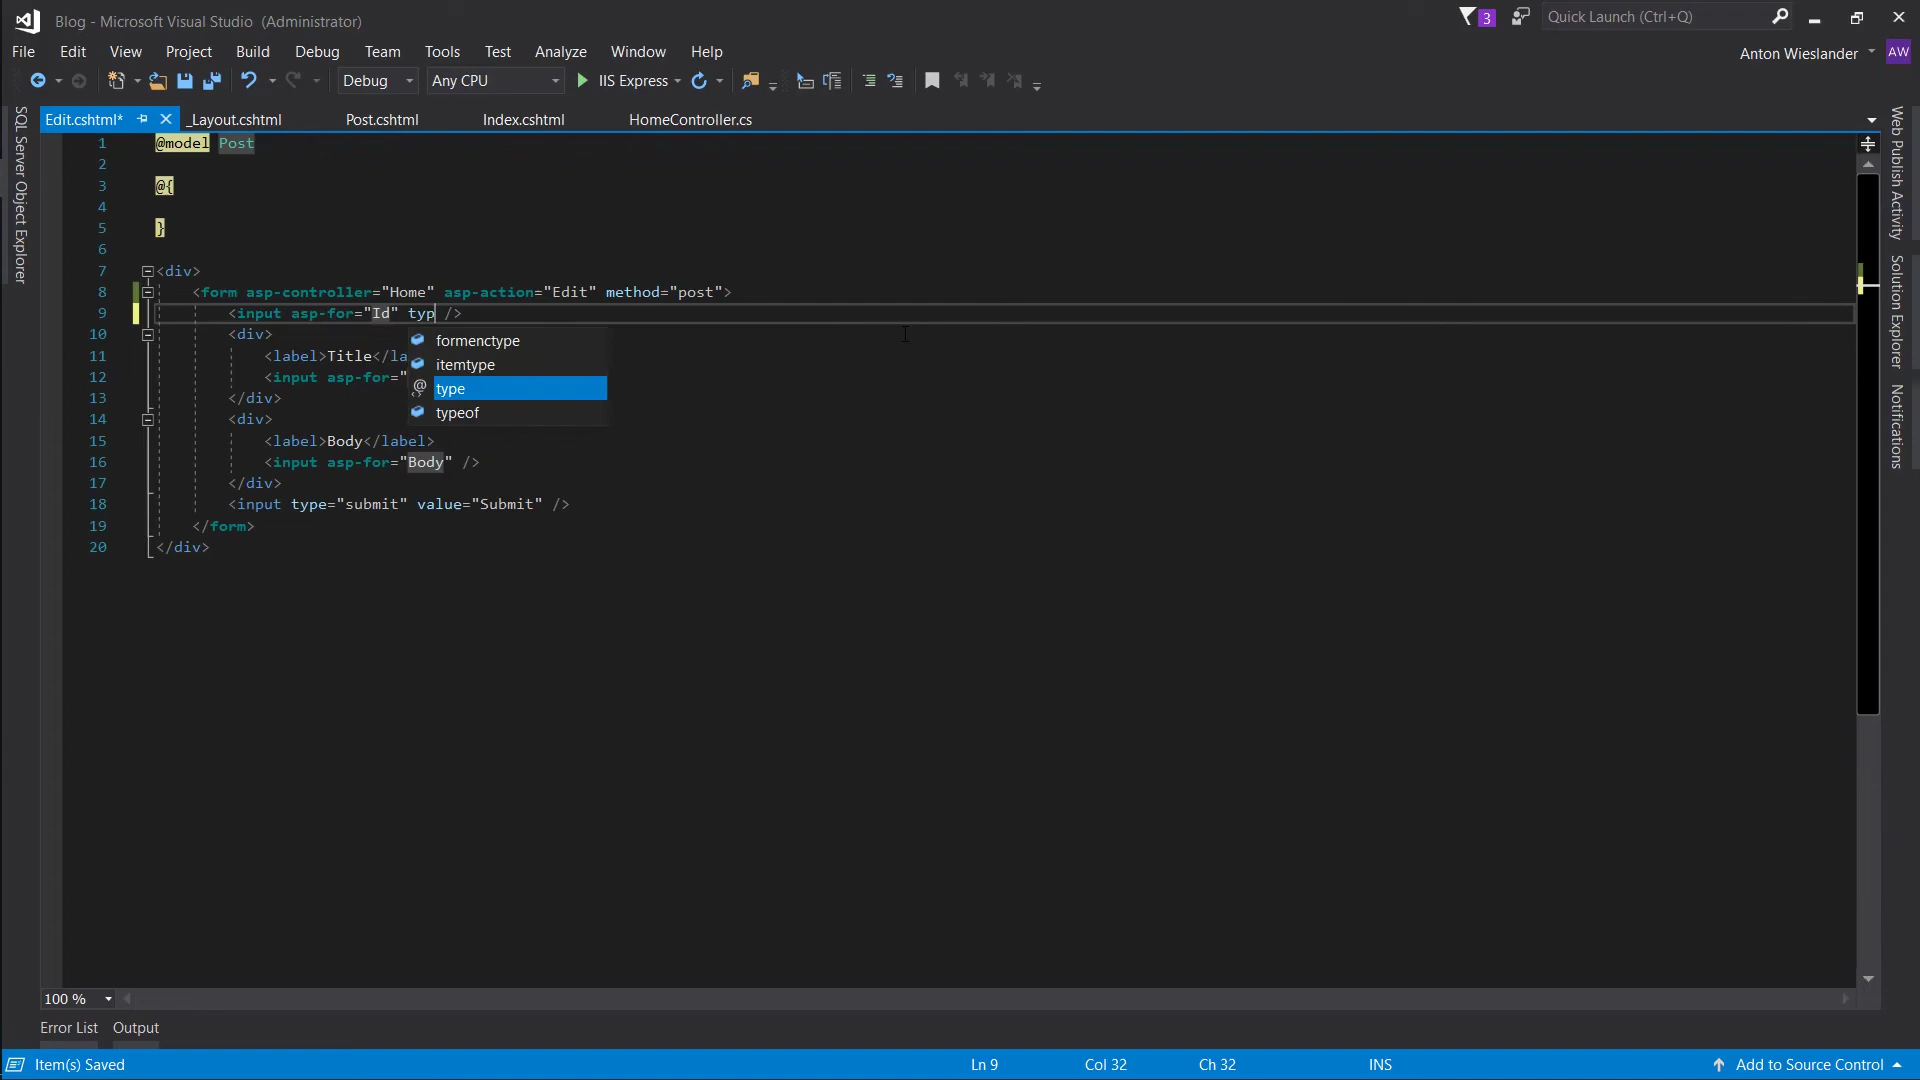 Blog - Microsoft Visual Studio (Administrator)
3
Quick Launch (Ctrl+Q)
File Edit View Project Build Debug Team Tools Test Analyze Window Help
Anton Wieslander AW
Debug Any CPU IIS Express
Edit.cshtml* _Layout.cshtml Post.cshtml Index.cshtml HomeController.cs
SQL Server Object Explorer
Web Publish Activity
Solution Explorer
Notifications
1 @model Post
2
3 @{
4
5 }
6
7 <div>
8 <form asp-controller="Home" asp-action="Edit" method="post">
9 <input asp-for="Id" typ />
10 <div>
11 <label>Title</la
12 <input asp-for="
13 </div>
14 <div>
15 <label>Body</label>
16 <input asp-for="Body" />
17 </div>
18 <input type="submit" value="Submit" />
19 </form>
20 </div>
formenctype
itemtype
type
typeof
100 %
Error List Output
Item(s) Saved
Ln 9 Col 32 Ch 32 INS
Add to Source Control